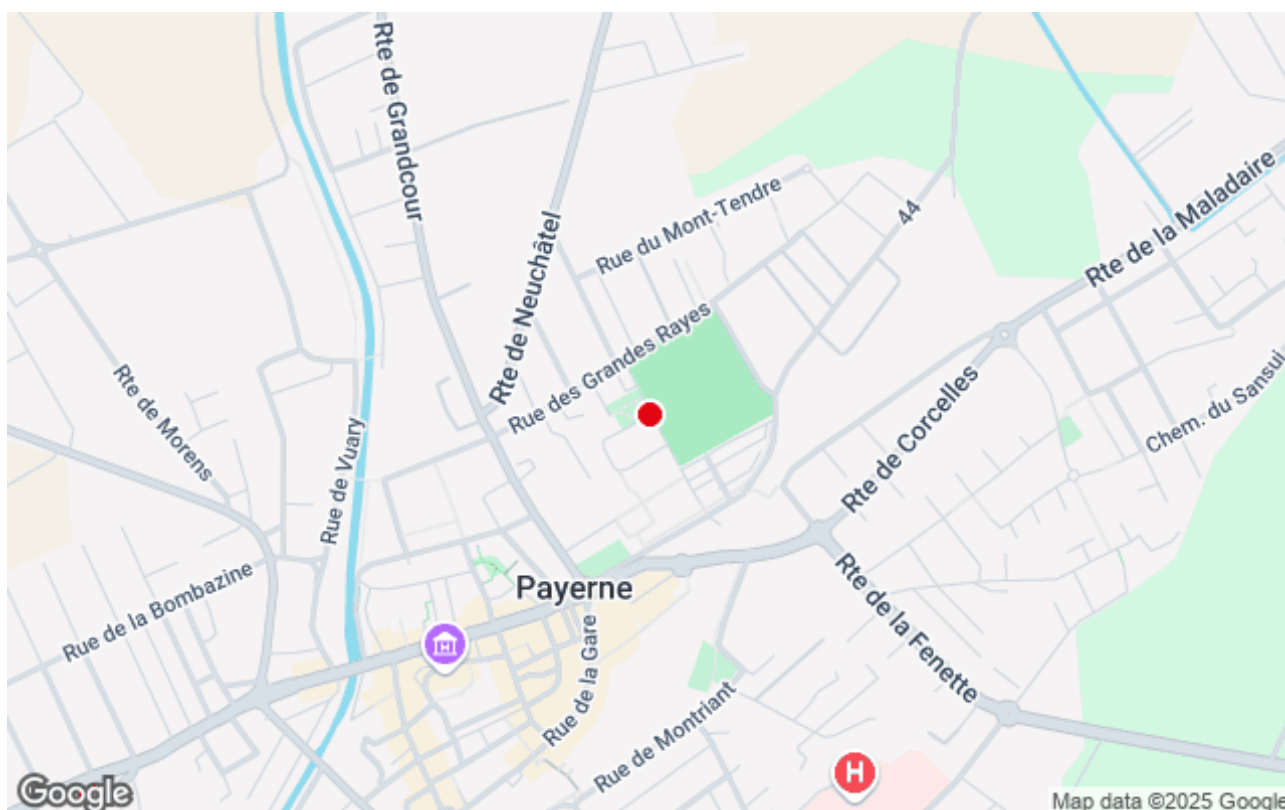 Rte de Grandcour
Rte de Neuchâtel
Rue du Mont-Tendre
44
Rte de la Maladaire
Rue des Grandes Rayes
Rte de Morens
Rue de Vuary
Rte de Corcelles
Chem. du Sansui
Payerne
Rue de la Bombazine
Rue de la Gare
Rte de la Fenette
Rue de Montriant
H
Google
Map data ©2025 Google